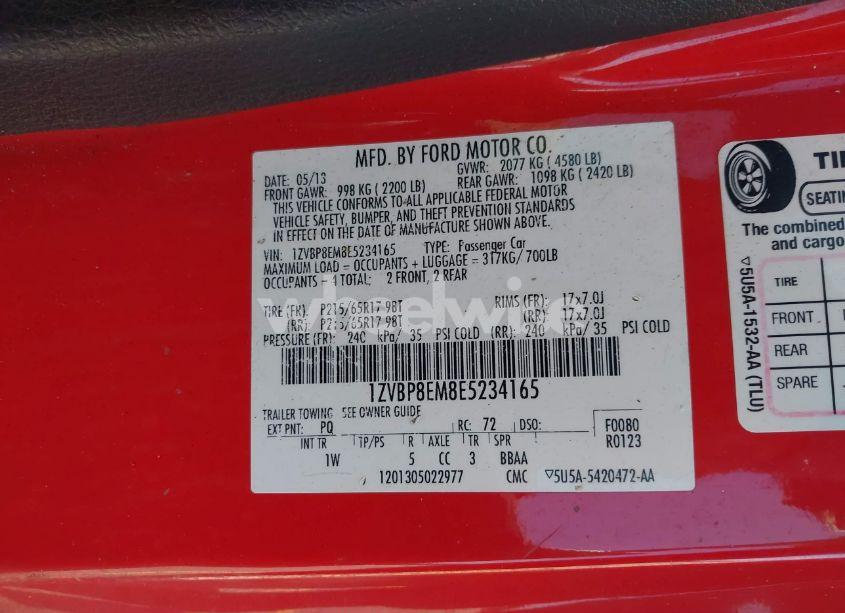 MFD. BY FORD MOTOR CO.
DATE: 05/13 GVWR: 2077 KG ( 4580 LB)
FRONT GAWR: 998 KG ( 2200 LB) REAR GAWR: 1098 KG ( 2420 LB)
THIS VEHICLE CONFORMS TO ALL APPLICABLE FEDERAL MOTOR
VEHICLE SAFETY, BUMPER, AND THEFT PREVENTION STANDARDS
IN EFFECT ON THE DATE OF MANUFACTURE SHOWN ABOVE.
VIN: 1ZVBP8EM8E5234165 TYPE: Passenger Car
MAXIMUM LOAD = OCCUPANTS + LUGGAGE = 317KG/ 700LB
OCCUPANTS - 4 TOTAL; 2 FRONT, 2 REAR
wheelwiz
TIRE (FR): P215/65R17 98T RIMS (FR): 17x7.0J
(RR): P215/65R17 98T (RR): 17x7.0J
PRESSURE (FR): 240 kPa/ 35 PSI COLD (RR): 240 kPa/ 35 PSI COLD
1ZVBP8EM8E5234165
TRAILER TOWING SEE OWNER GUIDE
EXT PNT: PQ RC: 72 DSO: F0080
R0123
INT TR TP/PS R AXLE TR SPR
1W 5 CC 3 BBAA
1201305022977 CMC ▽5U5A-5420472-AA
TI
SEATIN
The combined
and cargo
TIRE
FRONT
REAR
SPARE
▽5U5A-1532-AA (TLU)